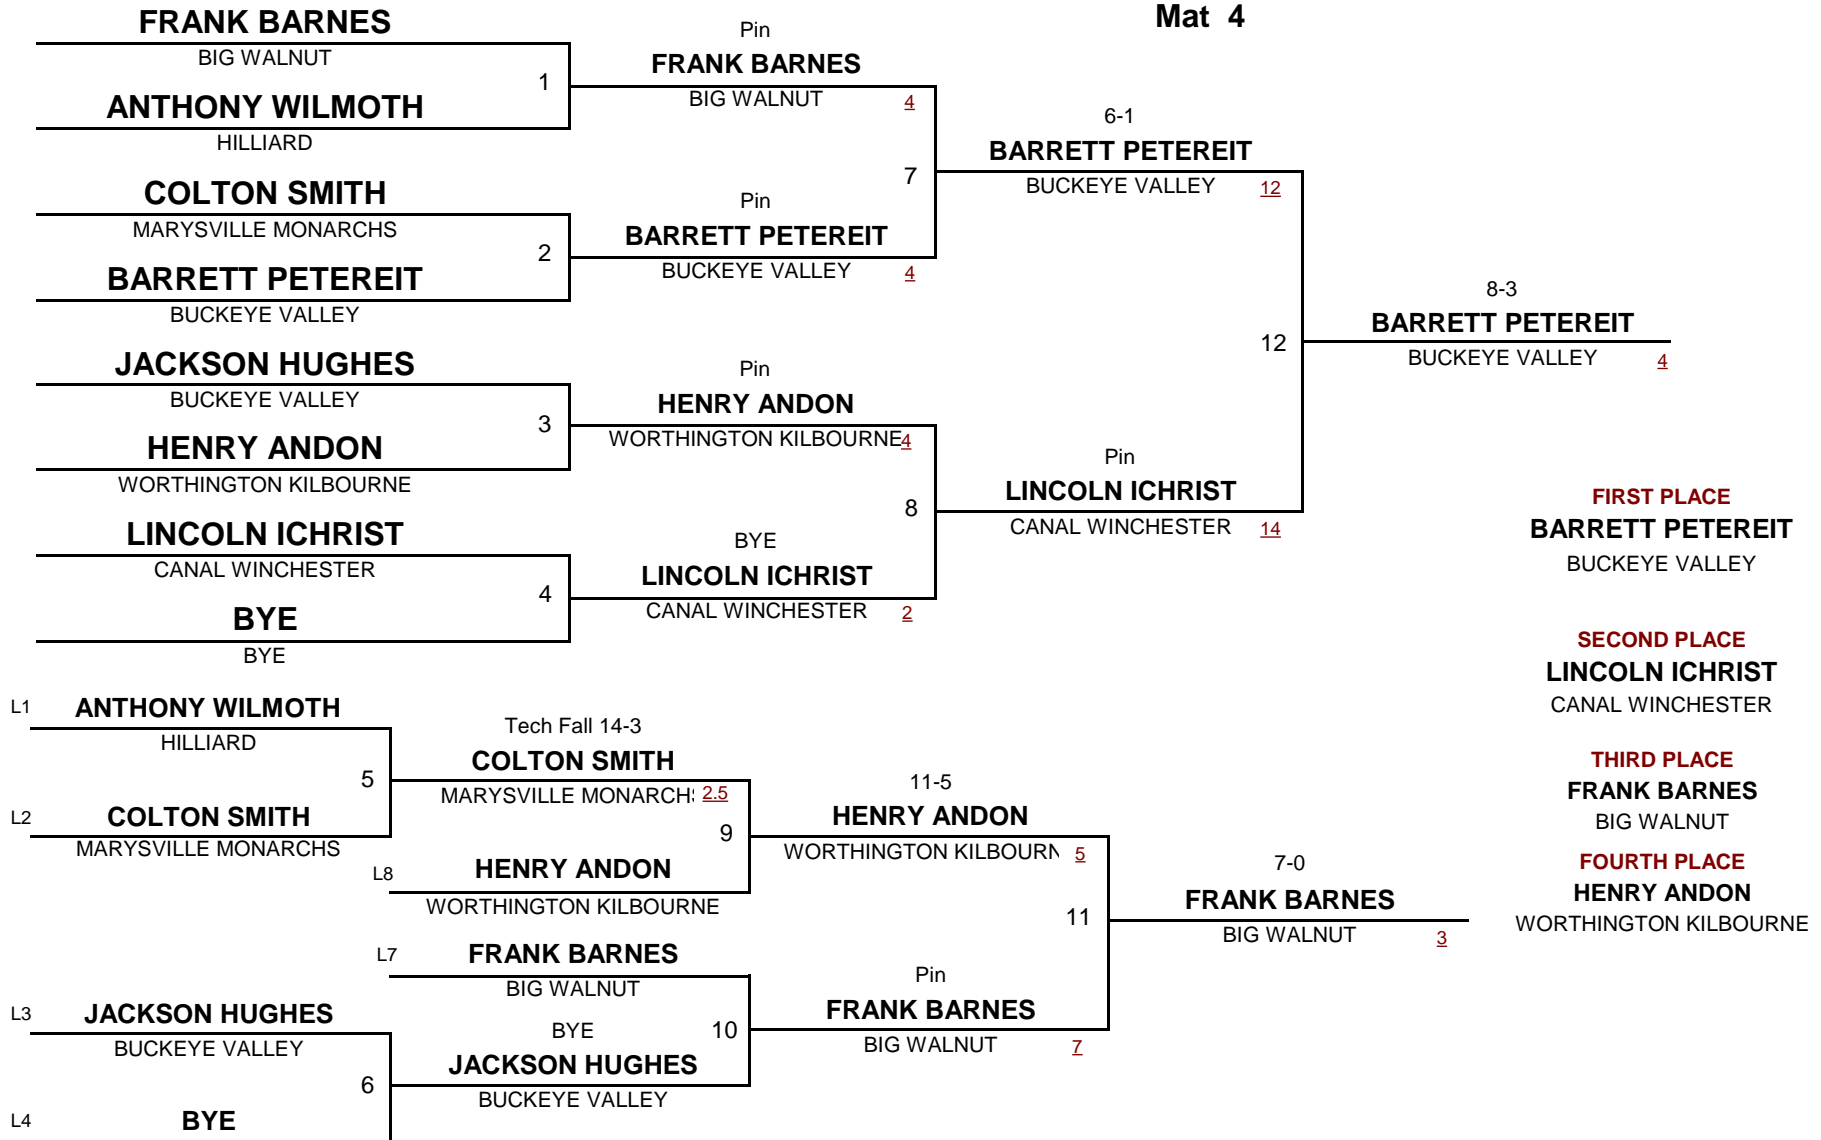 Mat 4
FRANK BARNES
BIG WALNUT
1
ANTHONY WILMOTH
HILLIARD
COLTON SMITH
MARYSVILLE MONARCHS
2
BARRETT PETEREIT
BUCKEYE VALLEY
JACKSON HUGHES
BUCKEYE VALLEY
3
HENRY ANDON
WORTHINGTON KILBOURNE
LINCOLN ICHRIST
CANAL WINCHESTER
4
BYE
BYE
Pin
FRANK BARNES
BIG WALNUT 4
7
Pin
BARRETT PETEREIT
BUCKEYE VALLEY 4
Pin
HENRY ANDON
WORTHINGTON KILBOURNE 4
8
BYE
LINCOLN ICHRIST
CANAL WINCHESTER 2
6-1
BARRETT PETEREIT
BUCKEYE VALLEY 12
12
Pin
LINCOLN ICHRIST
CANAL WINCHESTER 14
8-3
BARRETT PETEREIT
BUCKEYE VALLEY 4
FIRST PLACE
BARRETT PETEREIT
BUCKEYE VALLEY
SECOND PLACE
LINCOLN ICHRIST
CANAL WINCHESTER
THIRD PLACE
FRANK BARNES
BIG WALNUT
FOURTH PLACE
HENRY ANDON
WORTHINGTON KILBOURNE
L1 ANTHONY WILMOTH
HILLIARD
5
L2 COLTON SMITH
MARYSVILLE MONARCHS
L3 JACKSON HUGHES
BUCKEYE VALLEY
6
L4 BYE
Tech Fall 14-3
COLTON SMITH
MARYSVILLE MONARCHS 2.5
9
L8 HENRY ANDON
WORTHINGTON KILBOURNE
L7 FRANK BARNES
BIG WALNUT
10
BYE
JACKSON HUGHES
BUCKEYE VALLEY
11-5
HENRY ANDON
WORTHINGTON KILBOURN 5
11
Pin
FRANK BARNES
BIG WALNUT 7
7-0
FRANK BARNES
BIG WALNUT 3